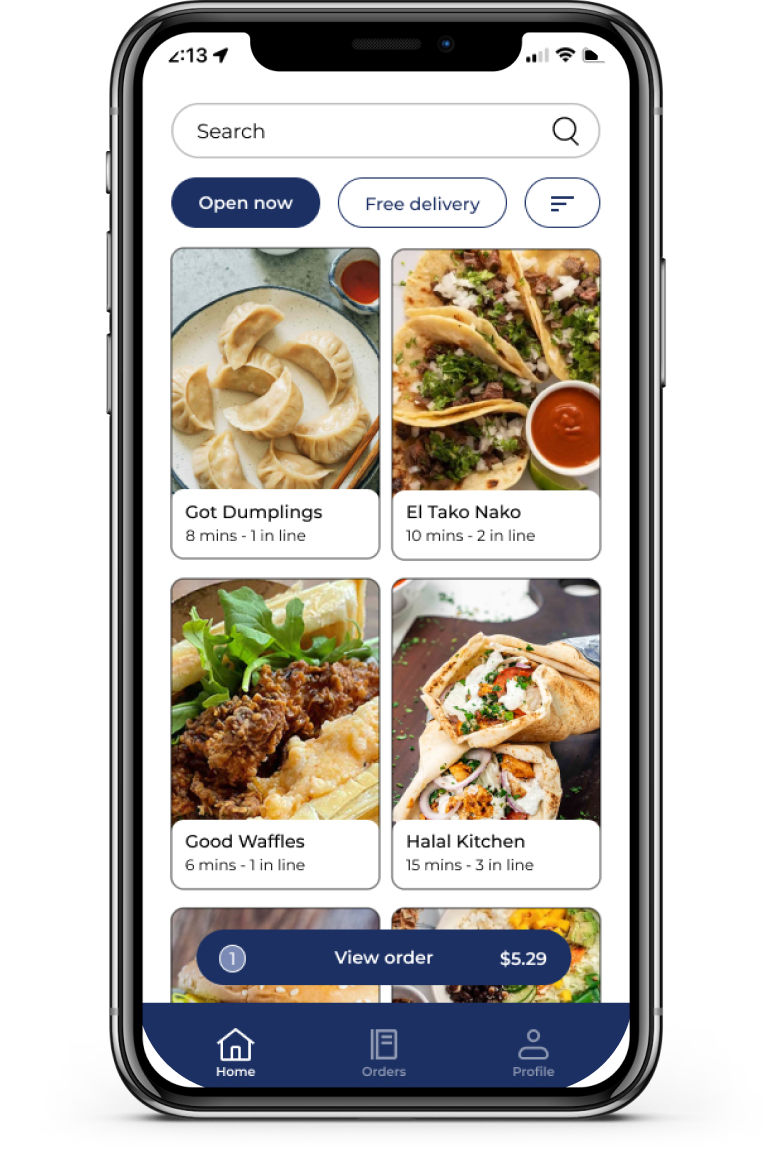 2:13
Search
Open now
Free delivery
Got Dumplings
8 mins - 1 in line
El Tako Nako
10 mins - 2 in line
Good Waffles
6 mins - 1 in line
Halal Kitchen
15 mins - 3 in line
1 View order $5.29
Home Orders Profile